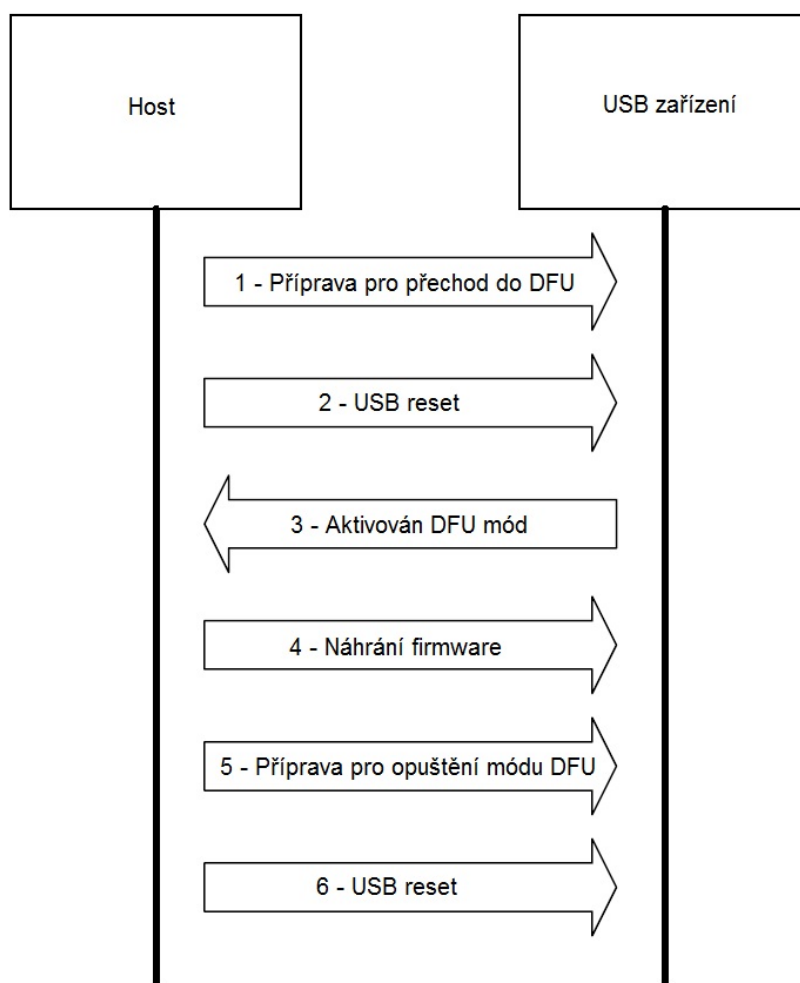 Host
USB zařízení
1 - Příprava pro přechod do DFU
2 - USB reset
3 - Aktivován DFU mód
4 - Náhrání firmware
5 - Příprava pro opuštění módu DFU
6 - USB reset